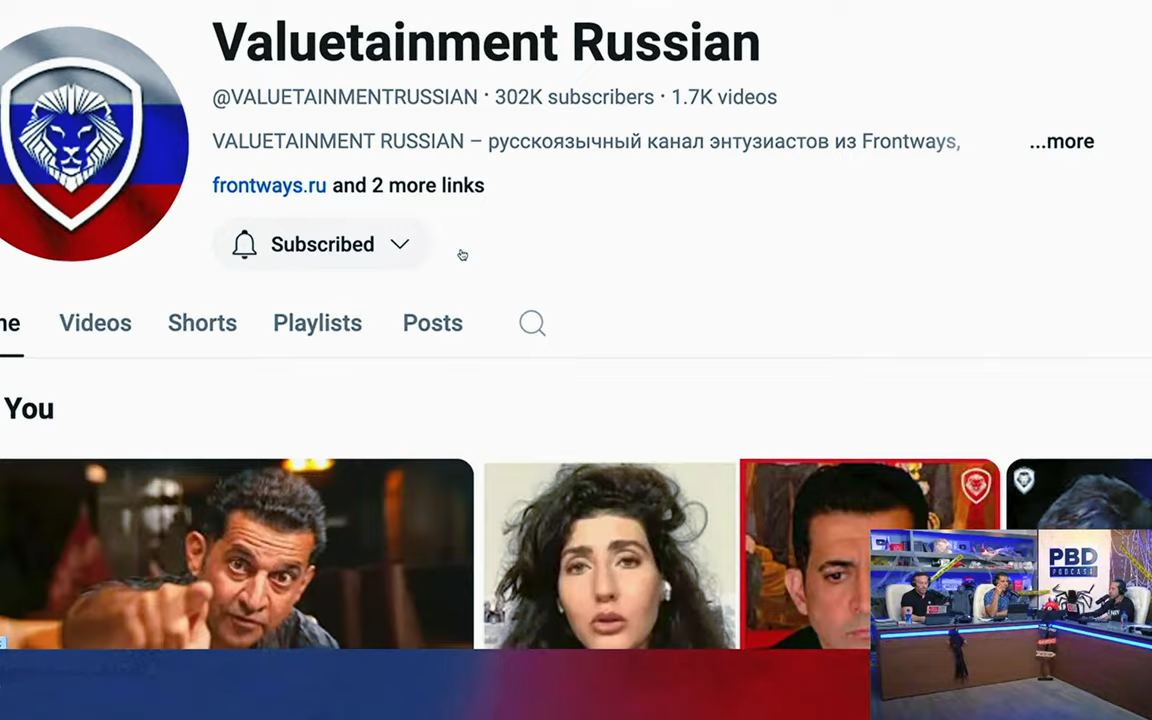 Valuetainment Russian
@VALUETAINMENTRUSSIAN · 302K subscribers · 1.7K videos
VALUETAINMENT RUSSIAN – русскоязычный канал энтузиастов из Frontways, ...more
frontways.ru and 2 more links
Subscribed
me Videos Shorts Playlists Posts
You
PBD
PODCAST